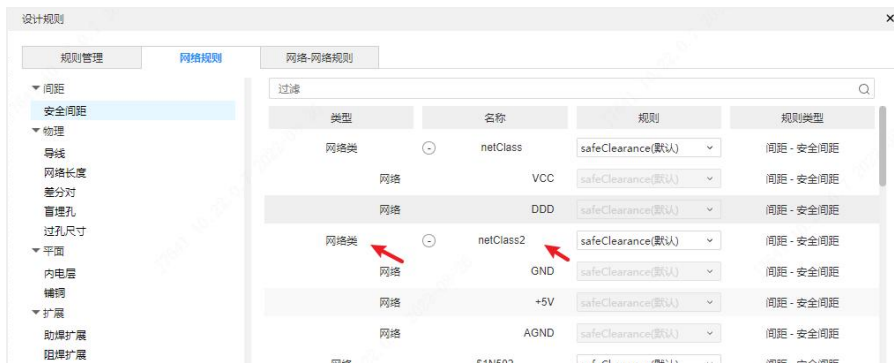 设计规则
规则管理 网络规则 网络-网络规则
间距
安全间距
物理
导线
网络长度
差分对
盲埋孔
过孔尺寸
平面
内电层
铺铜
扩展
助焊扩展
阻焊扩展
过滤
类型 名称 规则 规则类型
网络类 netClass safeClearance(默认) 间距 - 安全间距
网络 VCC safeClearance(默认) 间距 - 安全间距
网络 DDD safeClearance(默认) 间距 - 安全间距
网络类 netClass2 safeClearance(默认) 间距 - 安全间距
网络 GND safeClearance(默认) 间距 - 安全间距
网络 +5V safeClearance(默认) 间距 - 安全间距
网络 AGND safeClearance(默认) 间距 - 安全间距